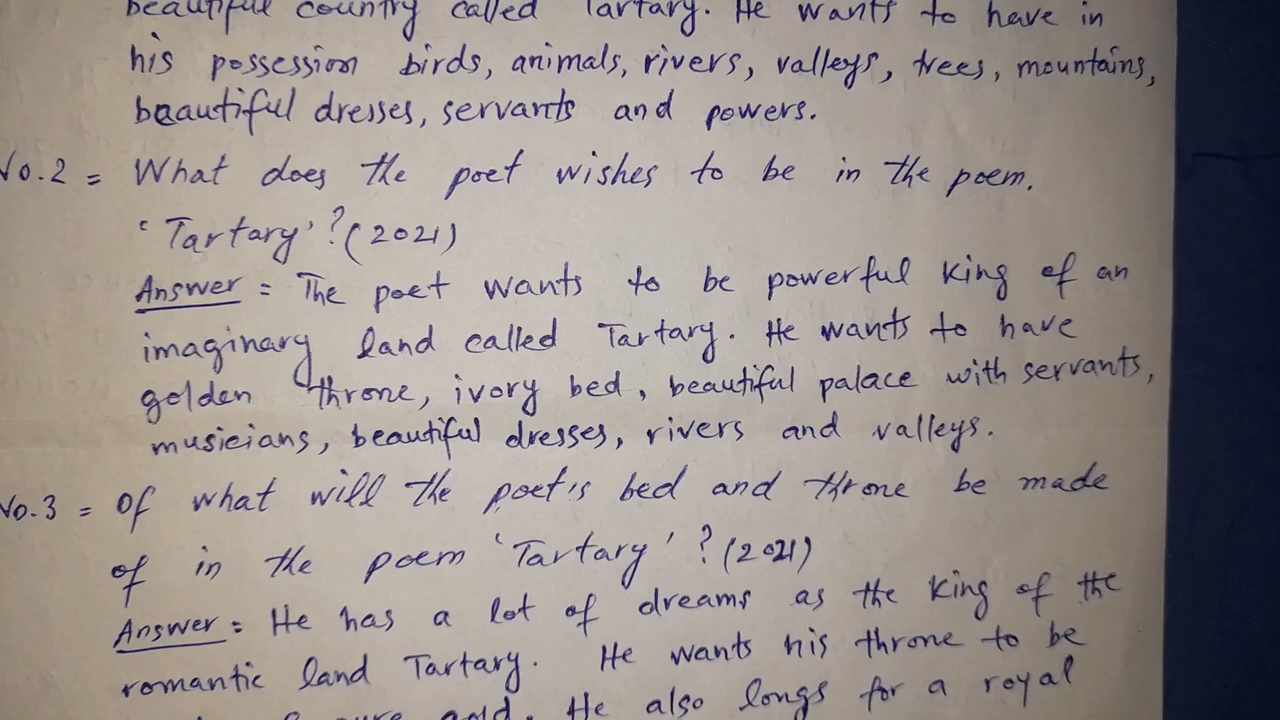 beautiful country called Tartary. He wants to have in
his possession birds, animals, rivers, valleys, trees, mountains,
beautiful dresses, servants and powers.
No.2 = What does the poet wishes to be in the poem.
'Tartary'? (2021)
Answer = The poet wants to be powerful king of an
imaginary land called Tartary. He wants to have
golden throne, ivory bed, beautiful palace with servants,
musicians, beautiful dresses, rivers and valleys.
No.3 = Of what will the poet's bed and throne be made
of in the poem 'Tartary'? (2021)
Answer = He has a lot of dreams as the king of the
romantic land Tartary. He wants his throne to be
pure gold. He also longs for a royal